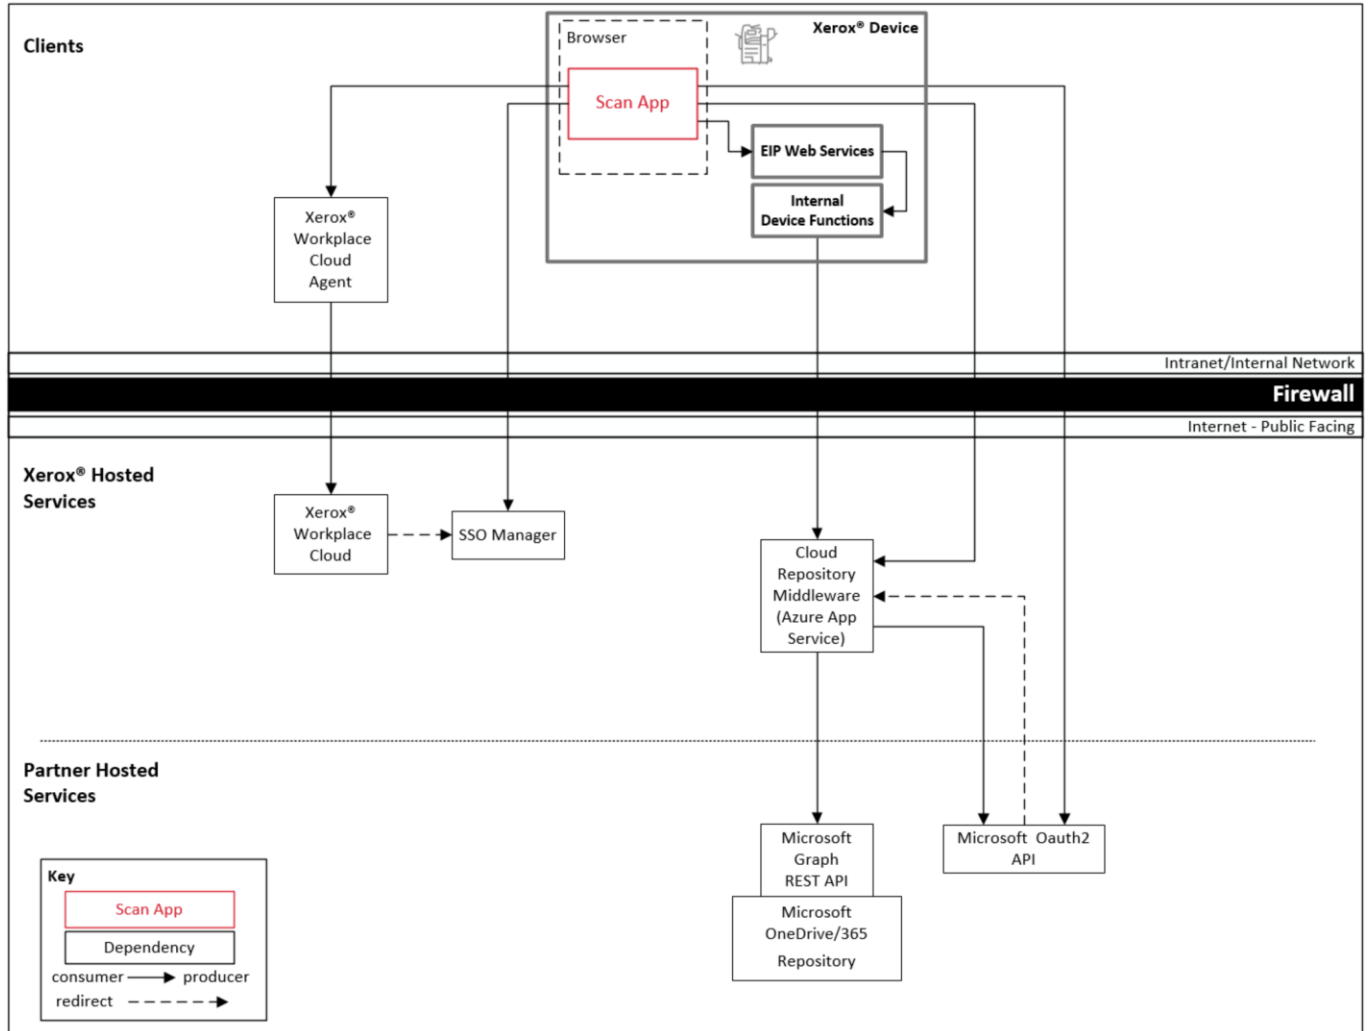 Clients
Browser
Xerox® Device
Scan App
EIP Web Services
Internal
Device Functions
Xerox®
Workplace
Cloud
Agent
Intranet/Internal Network
Firewall
Internet - Public Facing
Xerox® Hosted
Services
Xerox®
Workplace
Cloud
SSO Manager
Cloud
Repository
Middleware
(Azure App
Service)
Partner Hosted
Services
Microsoft
Graph
REST API
Microsoft Oauth2
API
Microsoft
OneDrive/365
Repository
Key
Scan App
Dependency
consumer producer
redirect